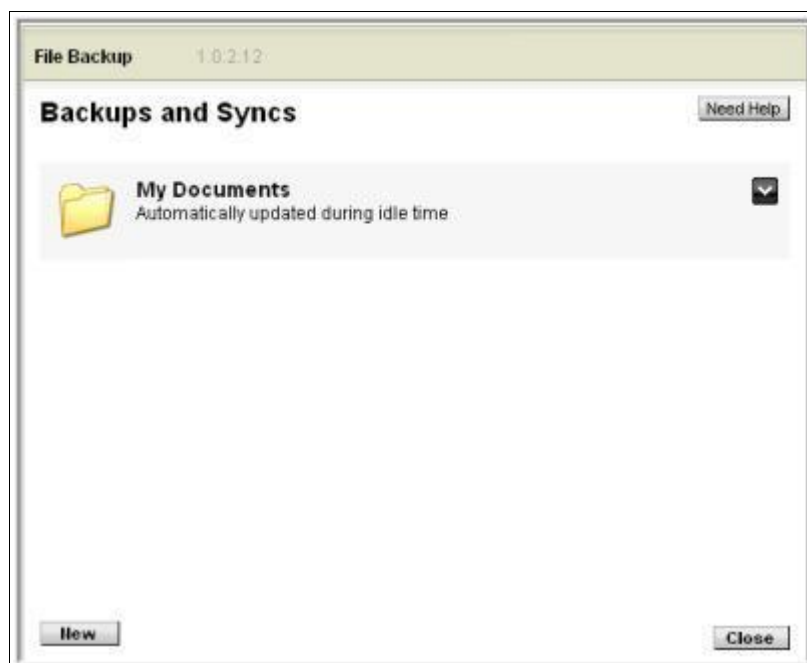 File Backup 1.0.2.12
Backups and Syncs
Need Help
My Documents
Automatically updated during idle time
New
Close